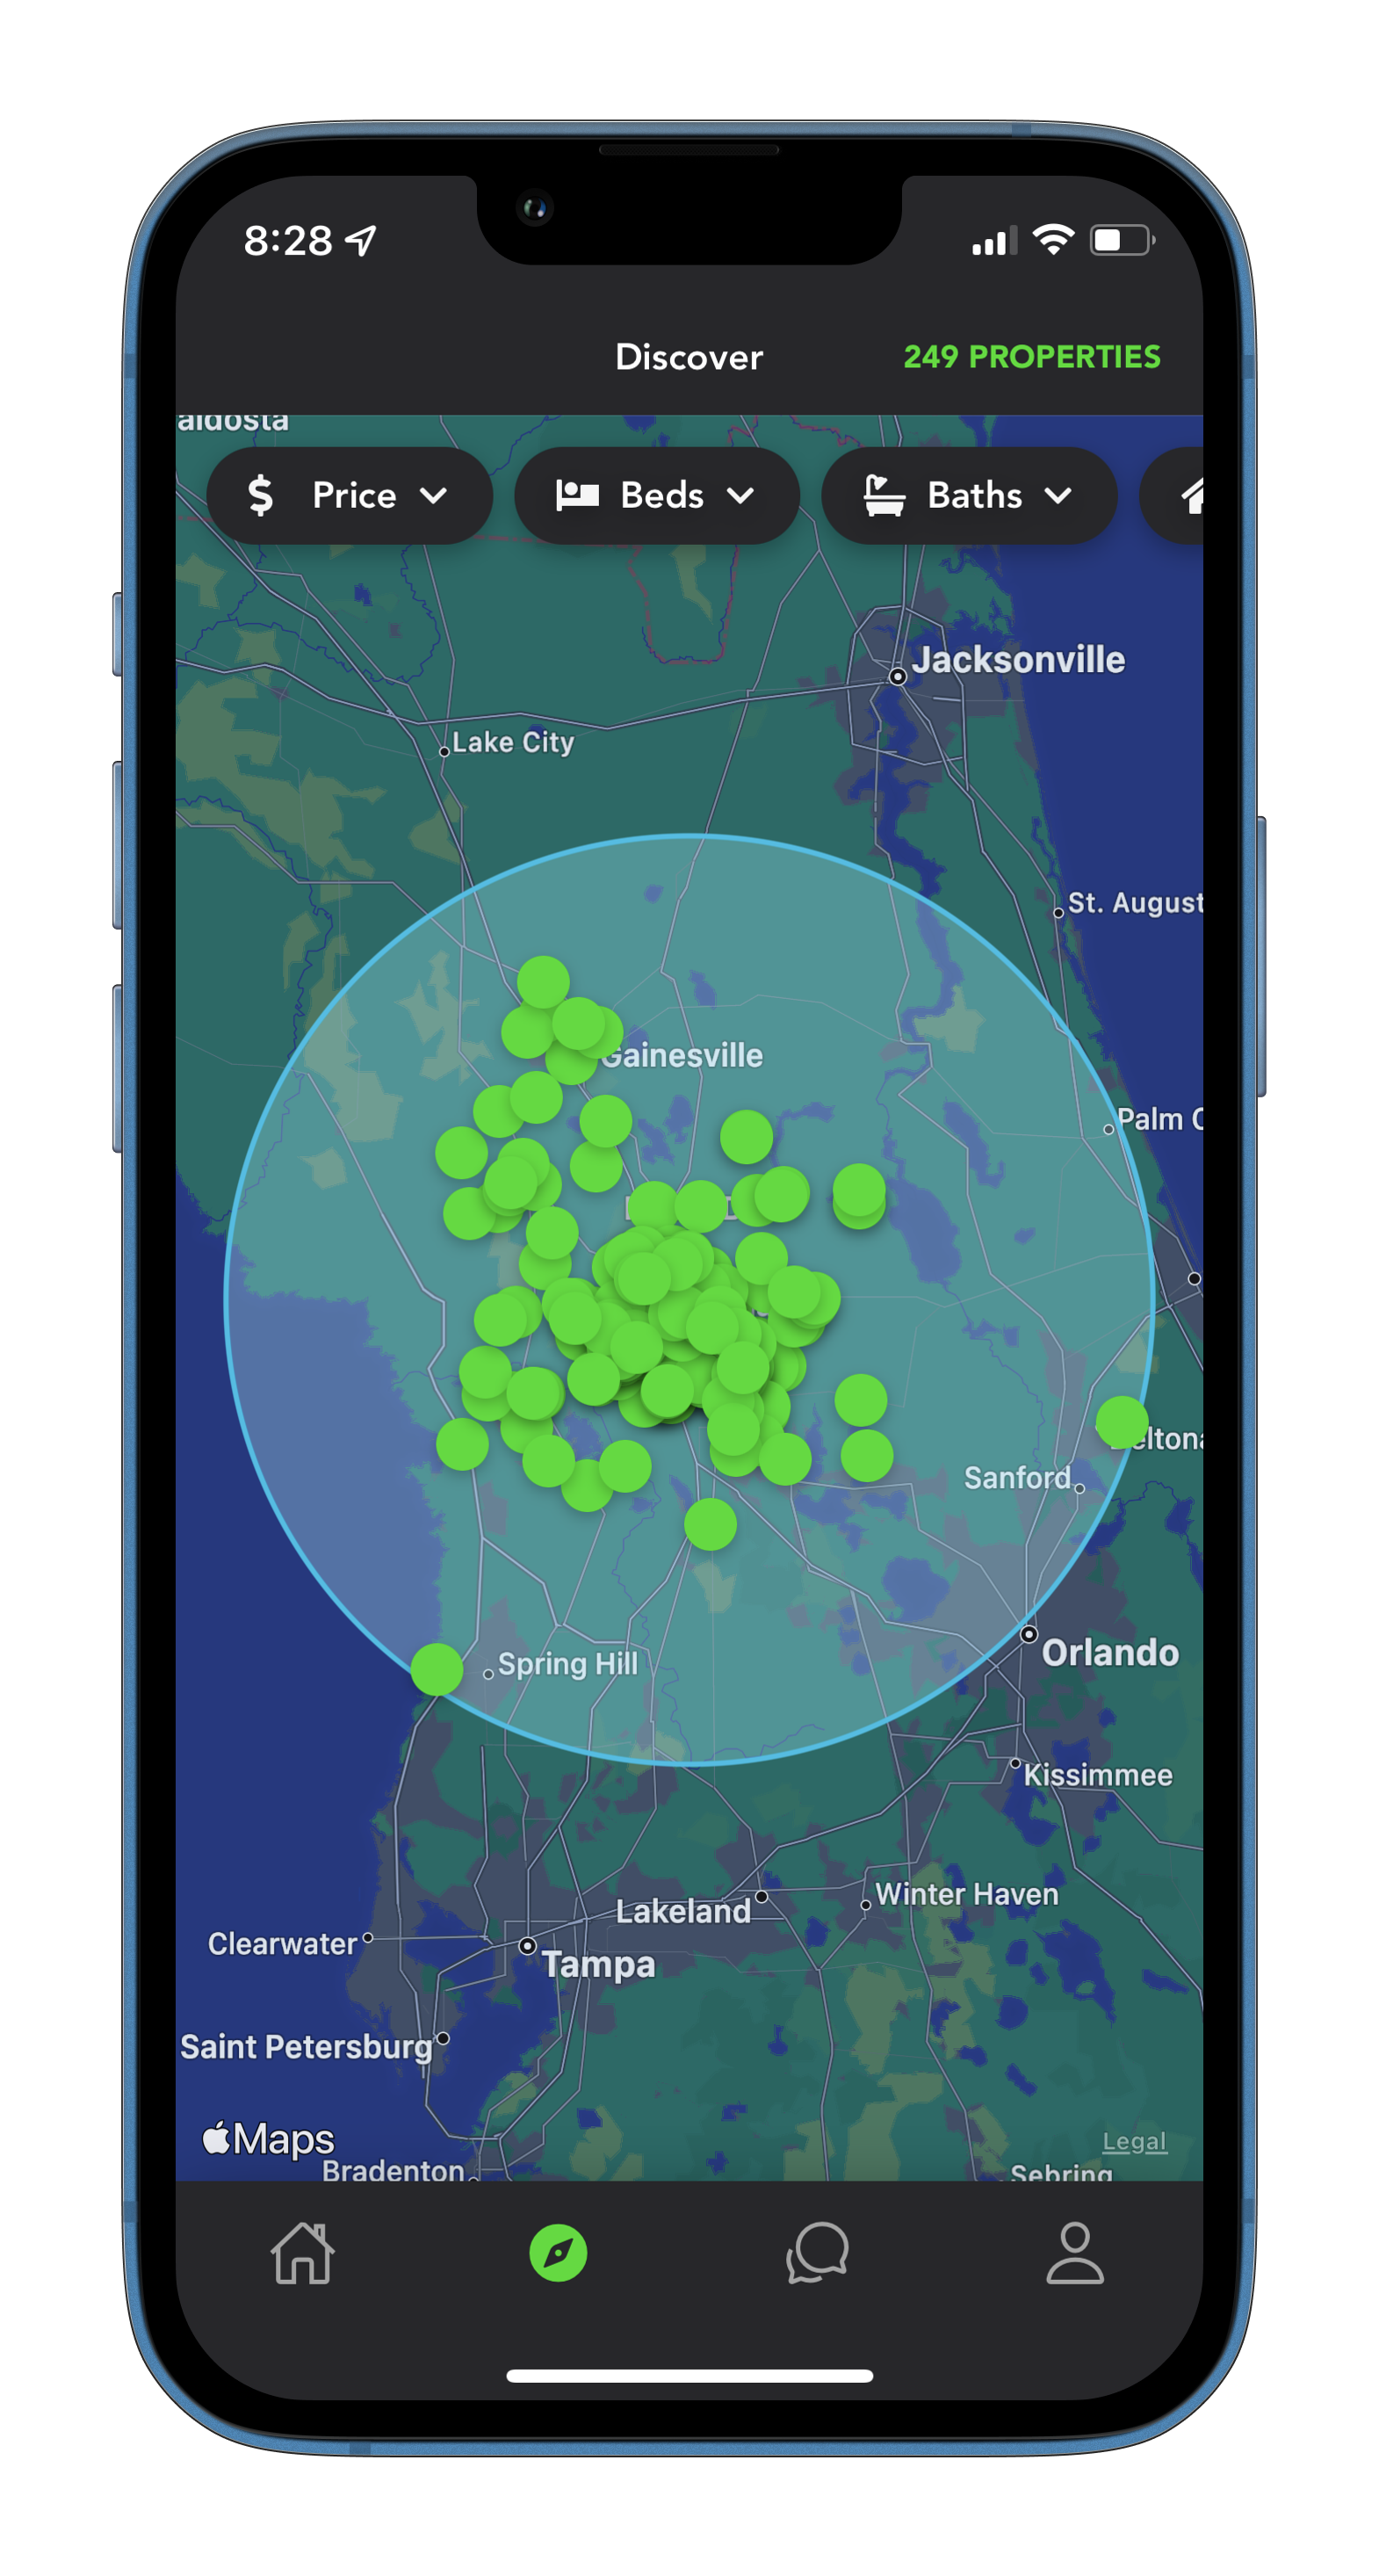 8:28
Discover
249 PROPERTIES
aldosta
$ Price
Beds
Baths
Jacksonville
Lake City
St. August
Gainesville
Palm C
Deltona
Sanford
Spring Hill
Orlando
Kissimmee
Winter Haven
Lakeland
Clearwater
Tampa
Saint Petersburg
Maps
Legal
Bradenton
Sebring